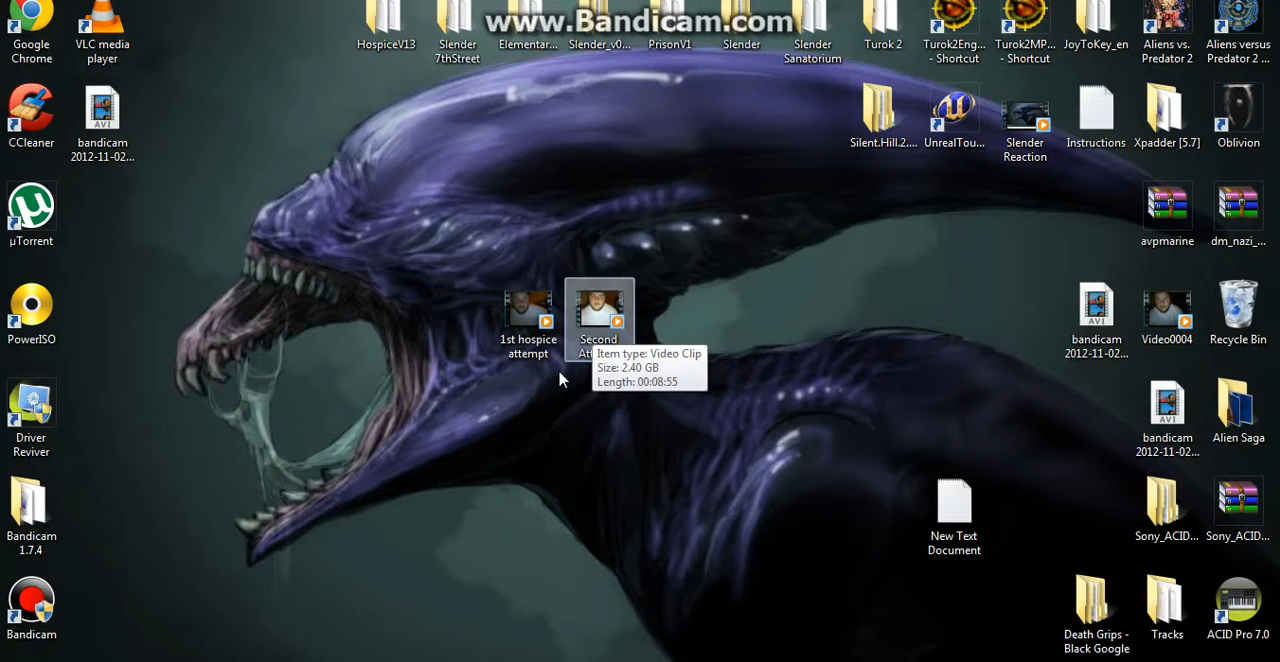 www.Bandicam.com
Google
Chrome
VLC media
player
HospiceV13
Slender
7thStreet
Elementar...
Slender_v0...
PrisonV1
Slender
Slender
Sanatorium
Turok 2
Turok2Eng...
- Shortcut
Turok2MP...
- Shortcut
JoyToKey_en
Aliens vs.
Predator 2
Aliens versus
Predator 2 ...
CCleaner
AVI
bandicam
2012-11-02...
Silent.Hill.2....
UnrealTou...
Slender
Reaction
Instructions
Xpadder [5.7]
Oblivion
µTorrent
avpmarine
dm_nazi_...
PowerISO
1st hospice
attempt
Second
Item type: Video Clip
Size: 2.40 GB
Length: 00:08:55
AVI
bandicam
2012-11-02...
Video0004
Recycle Bin
Driver
Reviver
AVI
bandicam
2012-11-02...
Alien Saga
Bandicam
1.7.4
New Text
Document
Sony_ACID...
Sony_ACID...
Bandicam
Death Grips -
Black Google
Tracks
ACID Pro 7.0